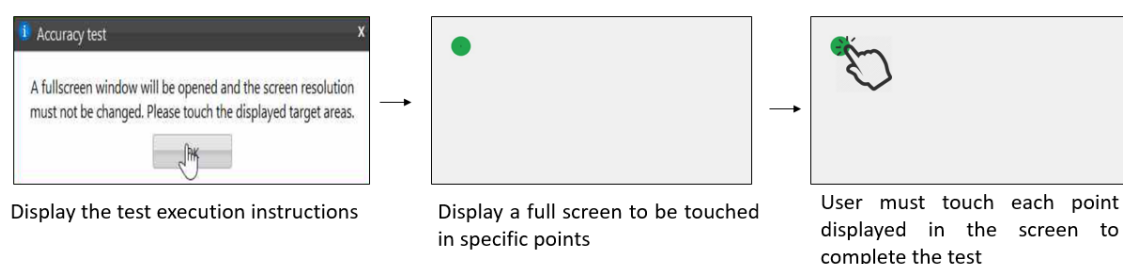 Accuracy test
X
A fullscreen window will be opened and the screen resolution
must not be changed. Please touch the displayed target areas.
Display the test execution instructions
Display a full screen to be touched
in specific points
User must touch each point
displayed in the screen to
complete the test